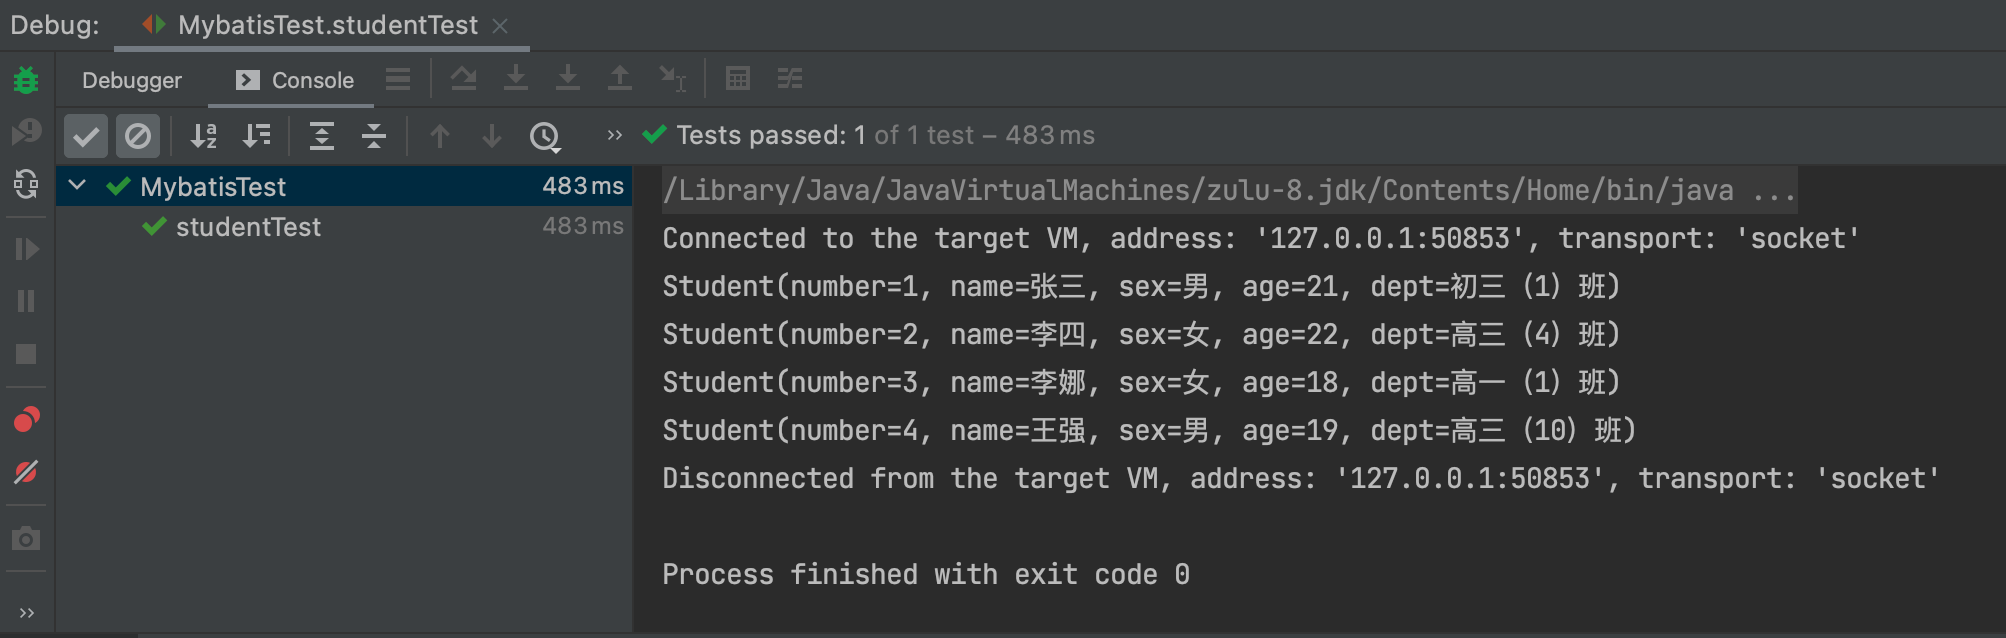 Debug: MybatisTest.studentTest
Debugger Console
Tests passed: 1 of 1 test – 483 ms
MybatisTest 483 ms
studentTest 483 ms
/Library/Java/JavaVirtualMachines/zulu-8.jdk/Contents/Home/bin/java ...
Connected to the target VM, address: '127.0.0.1:50853', transport: 'socket'
Student(number=1, name=张三, sex=男, age=21, dept=初三（1）班)
Student(number=2, name=李四, sex=女, age=22, dept=高三（4）班)
Student(number=3, name=李娜, sex=女, age=18, dept=高一（1）班)
Student(number=4, name=王强, sex=男, age=19, dept=高三（10）班)
Disconnected from the target VM, address: '127.0.0.1:50853', transport: 'socket'
Process finished with exit code 0